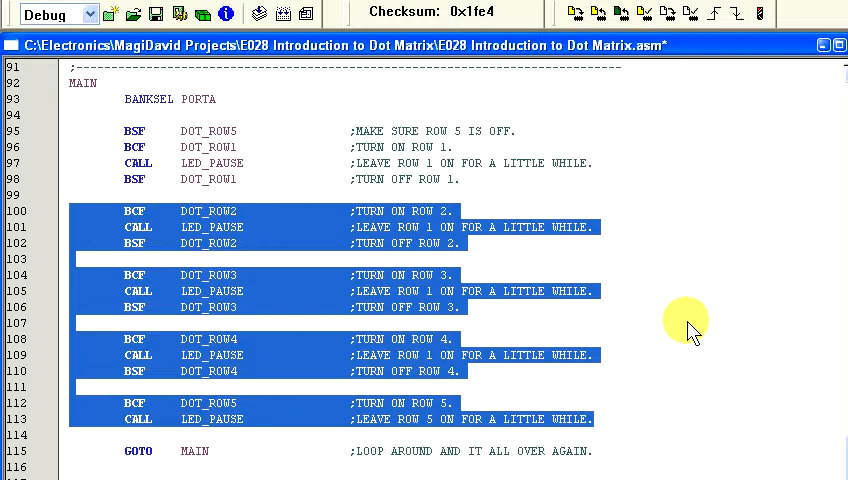 Debug
Checksum: 0x1fe4
C:\Electronics\MagiDavid Projects\E028 Introduction to Dot Matrix\E028 Introduction to Dot Matrix.asm*
91 ;-----------------------------------------------------------------------------
92 MAIN
93 BANKSEL PORTA
94
95 BSF DOT_ROW5 ;MAKE SURE ROW 5 IS OFF.
96 BCF DOT_ROW1 ;TURN ON ROW 1.
97 CALL LED_PAUSE ;LEAVE ROW 1 ON FOR A LITTLE WHILE.
98 BSF DOT_ROW1 ;TURN OFF ROW 1.
99
100 BCF DOT_ROW2 ;TURN ON ROW 2.
101 CALL LED_PAUSE ;LEAVE ROW 1 ON FOR A LITTLE WHILE.
102 BSF DOT_ROW2 ;TURN OFF ROW 2.
103
104 BCF DOT_ROW3 ;TURN ON ROW 3.
105 CALL LED_PAUSE ;LEAVE ROW 1 ON FOR A LITTLE WHILE.
106 BSF DOT_ROW3 ;TURN OFF ROW 3.
107
108 BCF DOT_ROW4 ;TURN ON ROW 4.
109 CALL LED_PAUSE ;LEAVE ROW 1 ON FOR A LITTLE WHILE.
110 BSF DOT_ROW4 ;TURN OFF ROW 4.
111
112 BCF DOT_ROW5 ;TURN ON ROW 5.
113 CALL LED_PAUSE ;LEAVE ROW 5 ON FOR A LITTLE WHILE.
114
115 GOTO MAIN ;LOOP AROUND AND IT ALL OVER AGAIN.
116